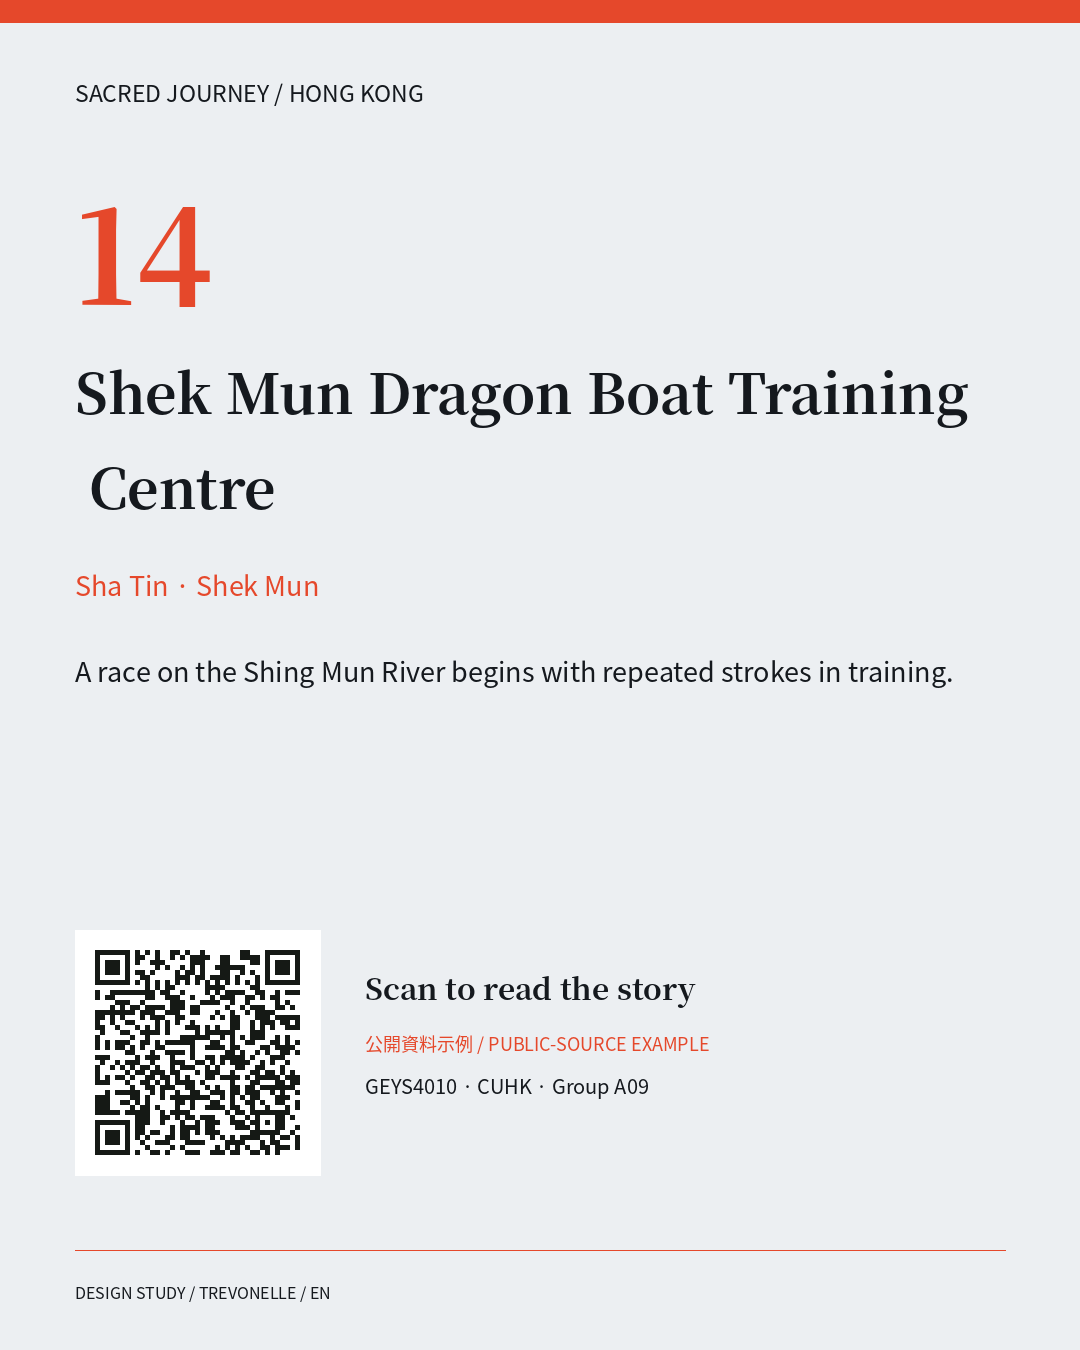 SACRED JOURNEY / HONG KONG
14
Shek Mun Dragon Boat Training
Centre
Sha Tin · Shek Mun
A race on the Shing Mun River begins with repeated strokes in training.
Scan to read the story
公開資料示例 / PUBLIC-SOURCE EXAMPLE
GEYS4010 · CUHK · Group A09
DESIGN STUDY / TREVONELLE / EN